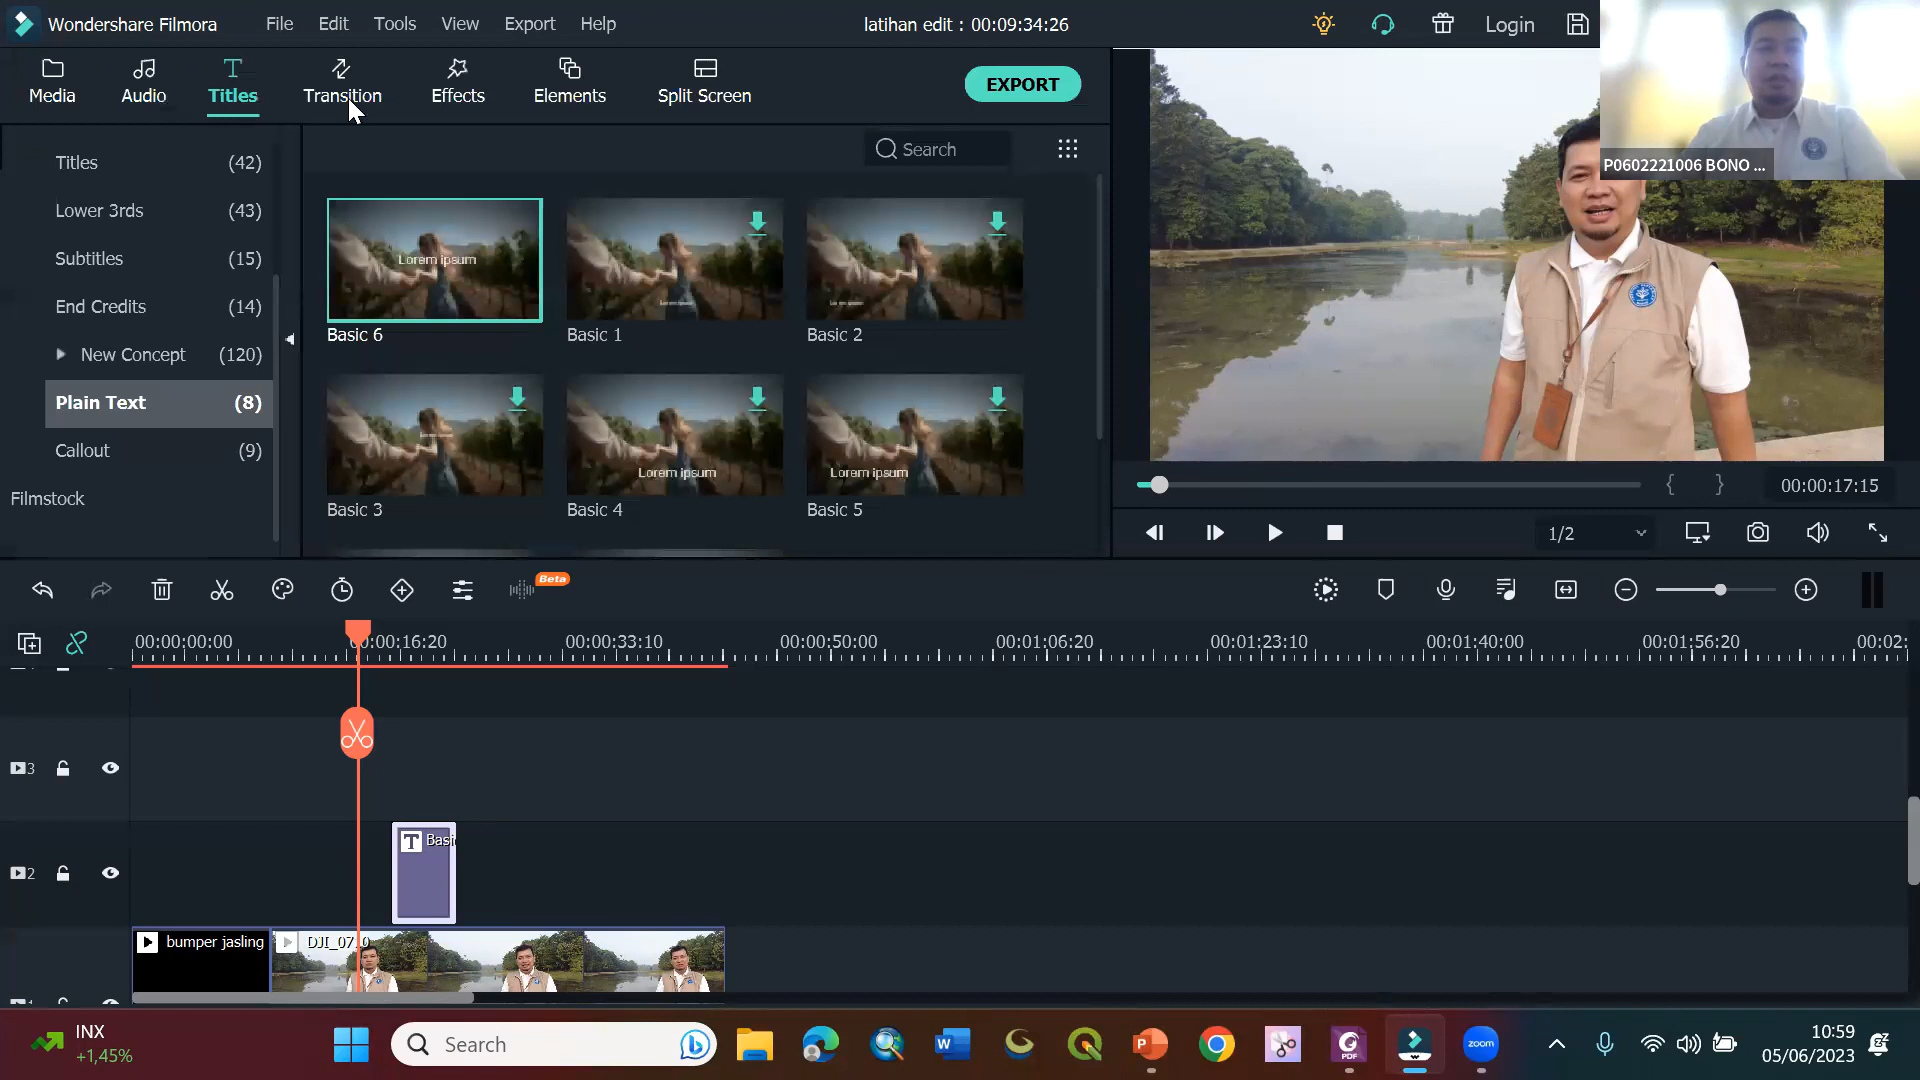 Wondershare Filmora File Edit Tools View Export Help latihan edit : 00:09:34:26 Login
Media Audio Titles Transition Effects Elements Split Screen EXPORT
P0602221006 BONO ...
Search
Titles (42)
Lower 3rds (43)
Subtitles (15)
End Credits (14)
New Concept (120)
Plain Text (8)
Callout (9)
Filmstock
Lorem ipsum
Basic 6 Basic 1 Basic 2
Lorem ipsum Lorem ipsum
Basic 3 Basic 4 Basic 5
00:00:17:15
1/2
Beta
00:00:00:00 00:00:16:20 00:00:33:10 00:00:50:00 00:01:06:20 00:01:23:10 00:01:40:00 00:01:56:20 00:02:
3
T Basi
2
bumper jasling DJI_0710
INX
+1,45%
Search
W
P
PDF
zoom
10:59
05/06/2023